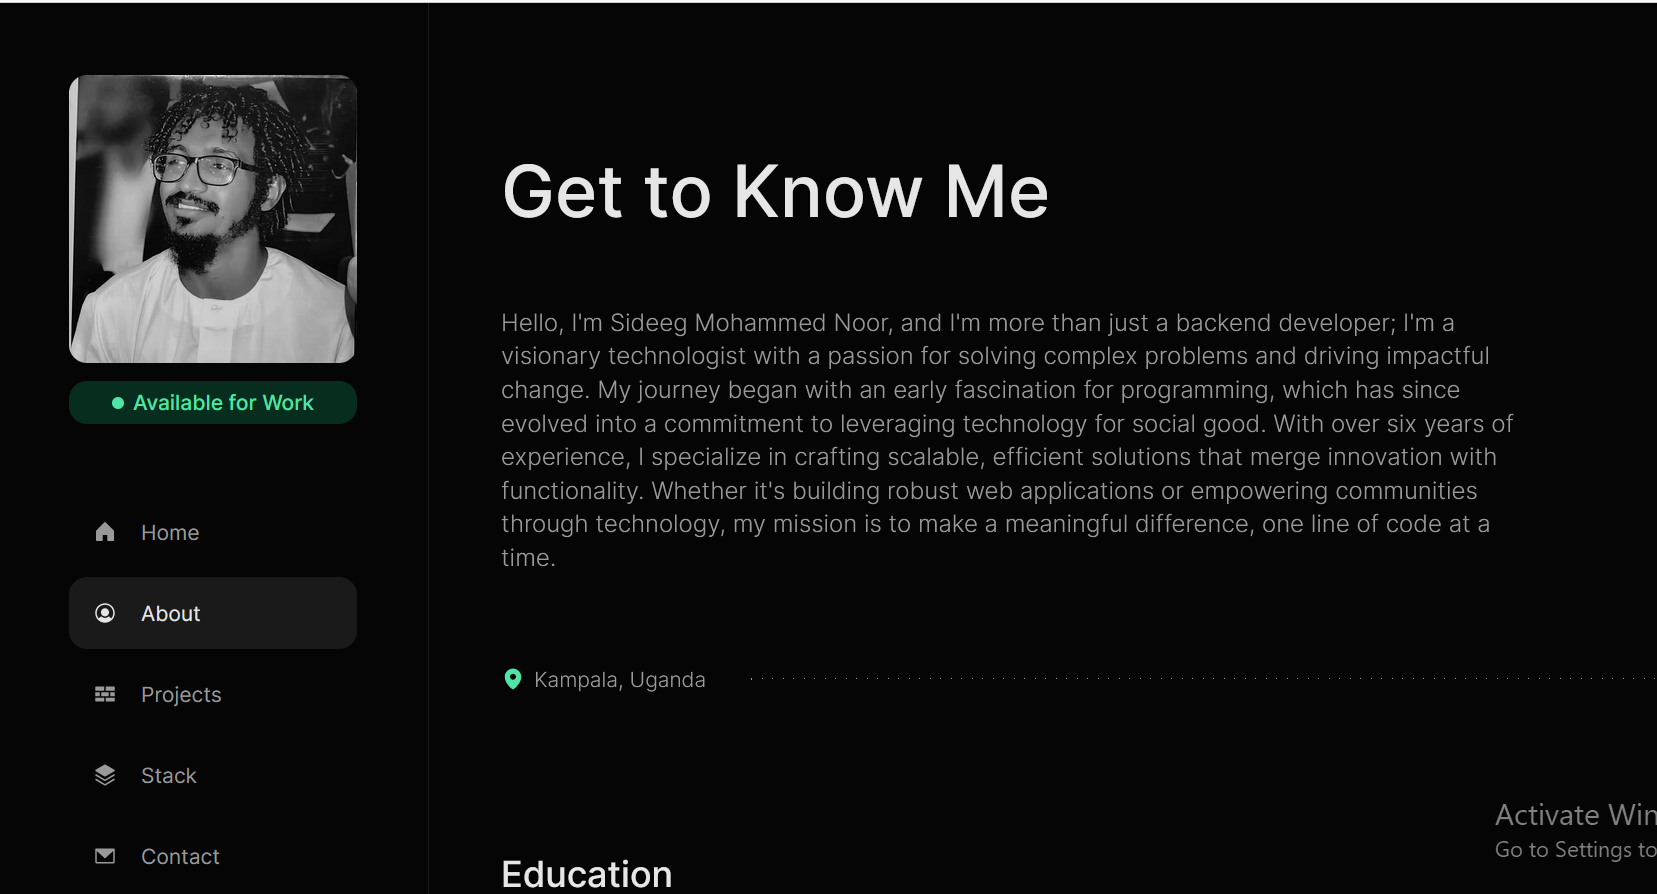 Available for Work
Home
About
Projects
Stack
Contact
Get to Know Me
Hello, I'm Sideeg Mohammed Noor, and I'm more than just a backend developer; I'm a
visionary technologist with a passion for solving complex problems and driving impactful
change. My journey began with an early fascination for programming, which has since
evolved into a commitment to leveraging technology for social good. With over six years of
experience, I specialize in crafting scalable, efficient solutions that merge innovation with
functionality. Whether it's building robust web applications or empowering communities
through technology, my mission is to make a meaningful difference, one line of code at a
time.
Kampala, Uganda
Education
Activate Win
Go to Settings to